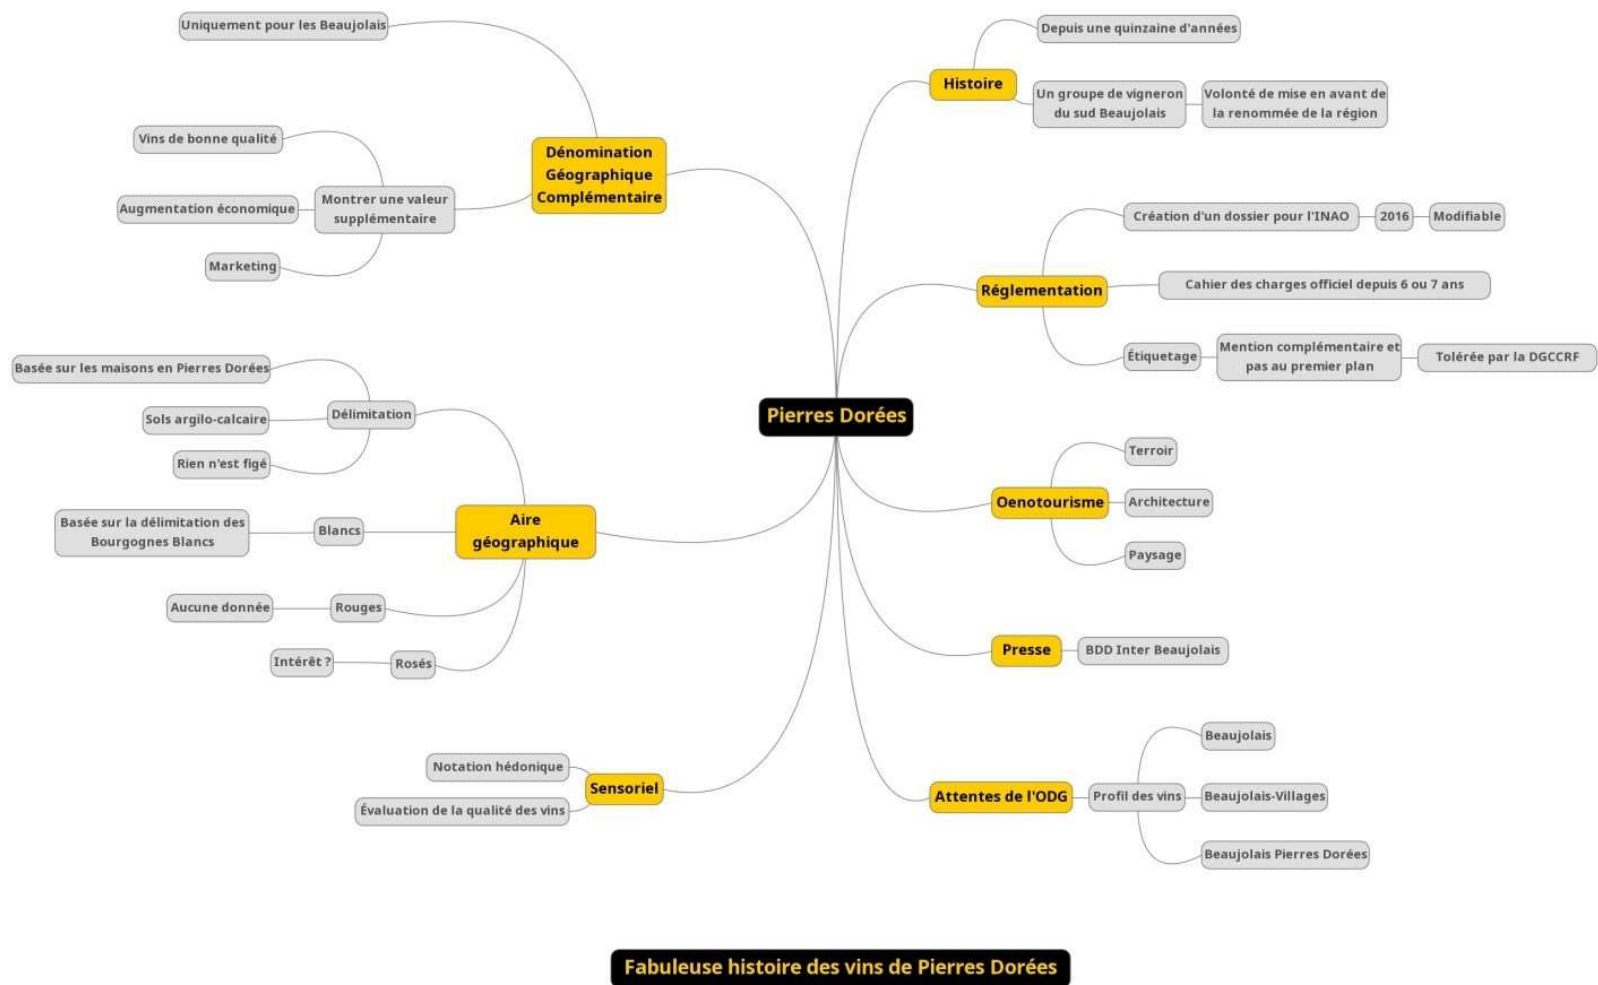 Pierres Dorées
Histoire
Depuis une quinzaine d'années
Un groupe de vigneron
du sud Beaujolais
Volonté de mise en avant de
la renommée de la région
Réglementation
Création d'un dossier pour l'INAO
2016
Modifiable
Cahier des charges officiel depuis 6 ou 7 ans
Étiquetage
Mention complémentaire et
pas au premier plan
Tolérée par la DGCCRF
Oenotourisme
Terroir
Architecture
Paysage
Presse
BDD Inter Beaujolais
Attentes de l'ODG
Profil des vins
Beaujolais
Beaujolais-Villages
Beaujolais Pierres Dorées
Dénomination
Géographique
Complémentaire
Uniquement pour les Beaujolais
Montrer une valeur
supplémentaire
Vins de bonne qualité
Augmentation économique
Marketing
Aire
géographique
Délimitation
Basée sur les maisons en Pierres Dorées
Sols argilo-calcaire
Rien n'est figé
Blancs
Basée sur la délimitation des
Bourgognes Blancs
Rouges
Aucune donnée
Rosés
Intérêt ?
Sensoriel
Notation hédonique
Évaluation de la qualité des vins
Fabuleuse histoire des vins de Pierres Dorées